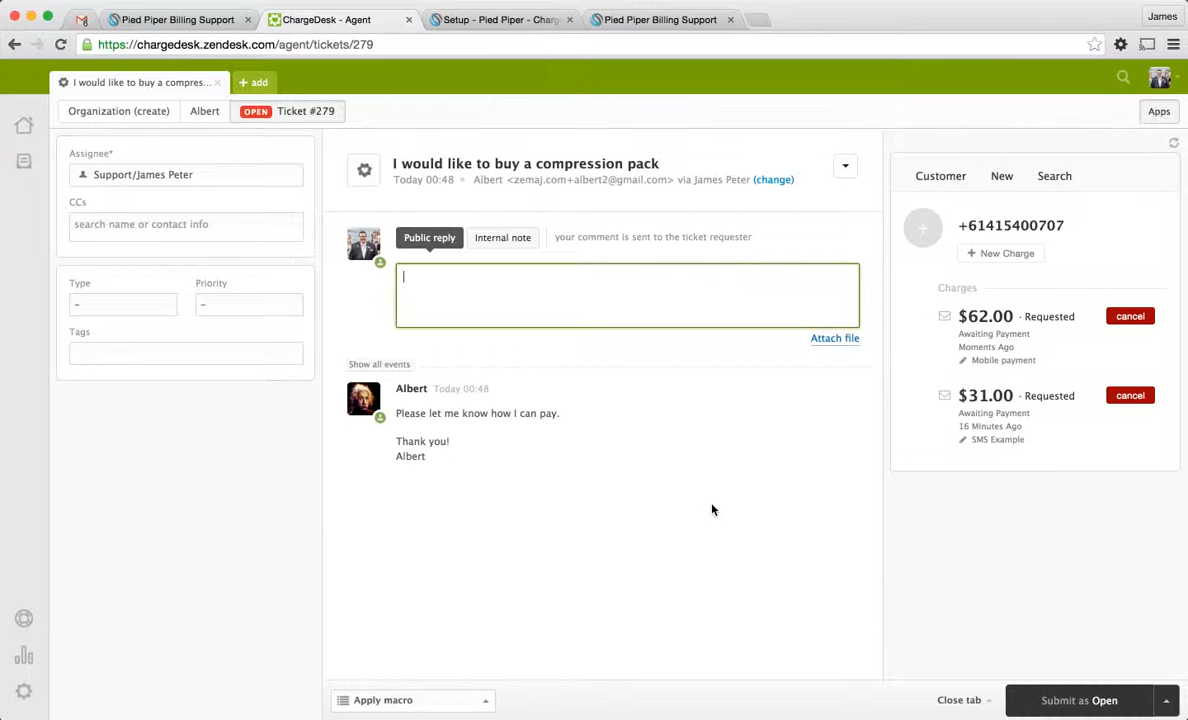 Pied Piper Billing Support
ChargeDesk - Agent
Setup - Pied Piper - Charg
Pied Piper Billing Support
James
https://chargedesk.zendesk.com/agent/tickets/279
I would like to buy a compres...
+ add
Organization (create)
Albert
OPEN Ticket #279
Apps
Assignee*
Support/James Peter
CCs
search name or contact info
Type
Priority
–
–
Tags
I would like to buy a compression pack
Today 00:48 Albert <zemaj.com+albert2@gmail.com> via James Peter (change)
Public reply
Internal note
your comment is sent to the ticket requester
Attach file
Show all events
Albert Today 00:48
Please let me know how I can pay.
Thank you!
Albert
Customer
New
Search
+61415400707
+ New Charge
Charges
$62.00 · Requested
cancel
Awaiting Payment
Moments Ago
Mobile payment
$31.00 · Requested
cancel
Awaiting Payment
16 Minutes Ago
SMS Example
Apply macro
Close tab
Submit as Open